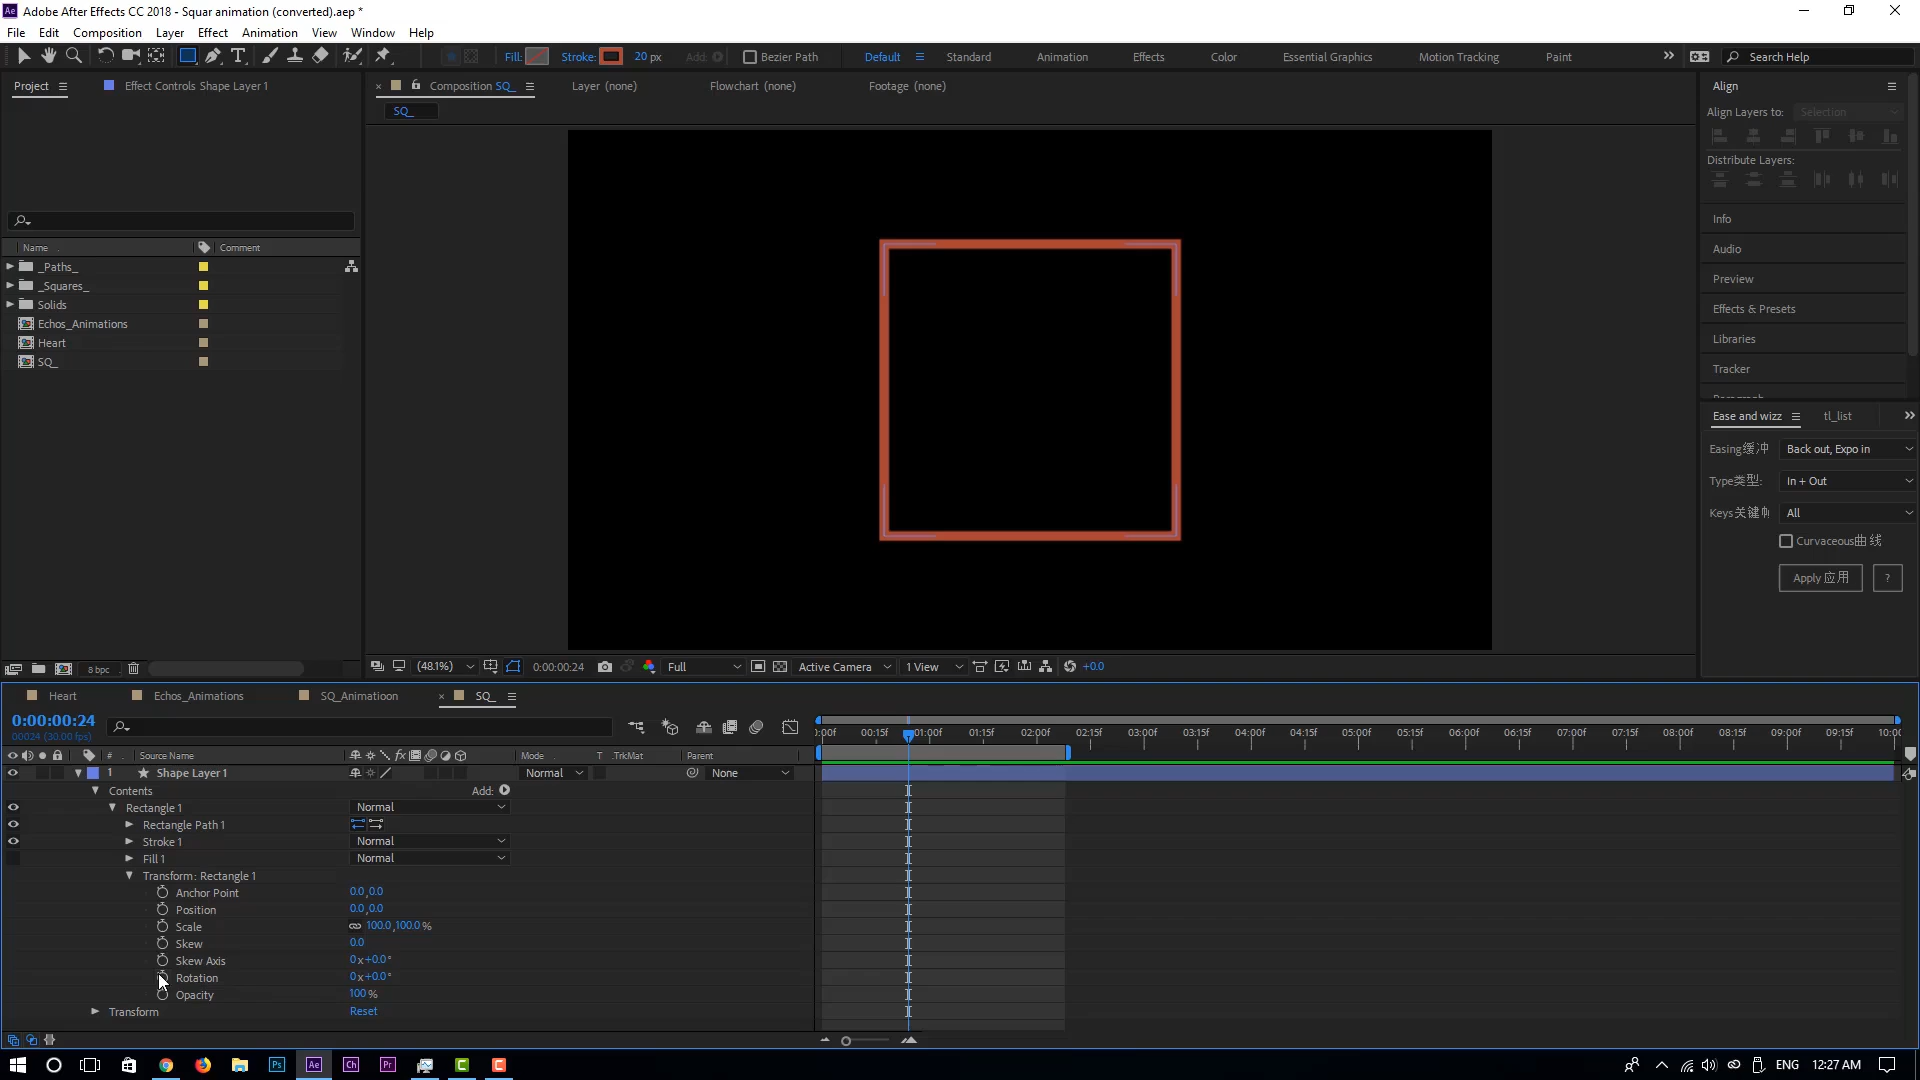 Adobe After Effects CC 2018 - Squar animation (converted).aep *
File Edit Composition Layer Effect Animation View Window Help
Fill: Stroke: 20 px Add: Bezier Path Default Standard Animation Effects Color Essential Graphics Motion Tracking Paint Search Help
Project Effect Controls Shape Layer 1 Composition SQ_ Layer (none) Flowchart (none) Footage (none) Align
SQ_
Align Layers to: Selection
Distribute Layers:
Info
Name Comment
Audio
_Paths_
Preview
_Squares_
Solids
Effects & Presets
Echos_Animations
Heart
Libraries
SQ_
Tracker
Ease and wizz tl_list
Easing缓冲 Back out, Expo in
Type类型: In + Out
Keys关键帧 All
Curvaceous曲线
Apply 应用 ?
8 bpc (48.1%) 0:00:00:24 Full Active Camera 1 View +0.0
Heart Echos_Animations SQ_Animatioon SQ_
0:00:00:24
00024 (30.00 fps)
:00f 00:15f 01:00f 01:15f 02:00f 02:15f 03:00f 03:15f 04:00f 04:15f 05:00f 05:15f 06:00f 06:15f 07:00f 07:15f 08:00f 08:15f 09:00f 09:15f 10:00
# Source Name fx Mode T .TrkMat Parent
1 Shape Layer 1 Normal None
Contents Add:
Rectangle 1 Normal
Rectangle Path 1
Stroke 1 Normal
Fill 1 Normal
Transform: Rectangle 1
Anchor Point 0.0,0.0
Position 0.0,0.0
Scale 100.0,100.0%
Skew 0.0
Skew Axis 0x+0.0°
Rotation 0x+0.0°
Opacity 100%
Transform Reset
Ps Ae Ch Pr C C ENG 12:27 AM